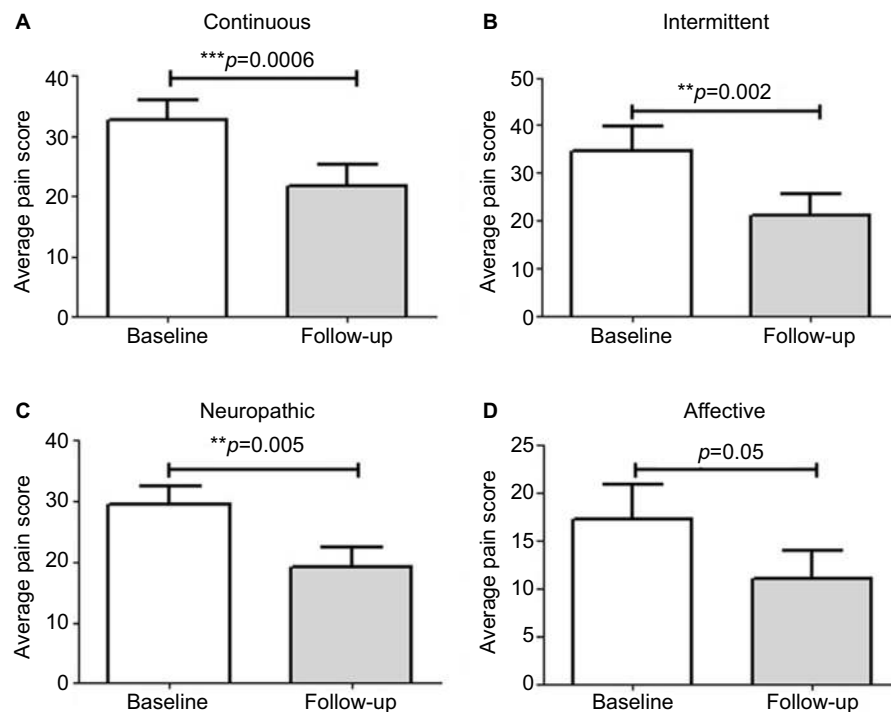 A Continuous
***p=0.0006
40
30
20
10
0
Average pain score
Baseline Follow-up
B Intermittent
**p=0.002
50
40
30
20
10
0
Average pain score
Baseline Follow-up
C Neuropathic
**p=0.005
40
30
20
10
0
Average pain score
Baseline Follow-up
D Affective
p=0.05
25
20
15
10
5
0
Average pain score
Baseline Follow-up